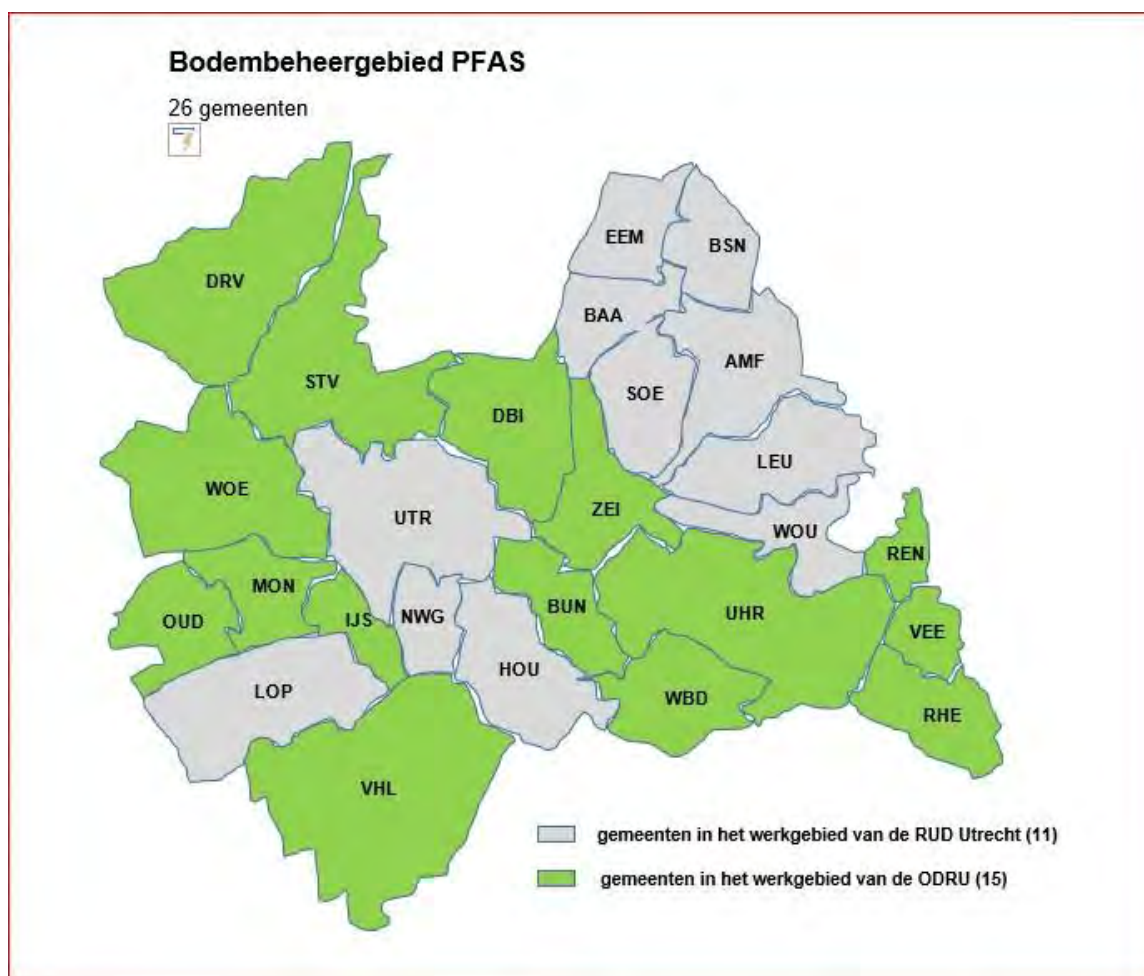 Bodembeheergebied PFAS
26 gemeenten
EEM
BSN
DRV
BAA
AMF
STV
SOE
DBI
LEU
WOE
ZEI
UTR
WOU
REN
MON
BUN
UHR
OUD
IJS
NWG
VEE
HOU
LOP
WBD
RHE
VHL
gemeenten in het werkgebied van de RUD Utrecht (11)
gemeenten in het werkgebied van de ODRU (15)